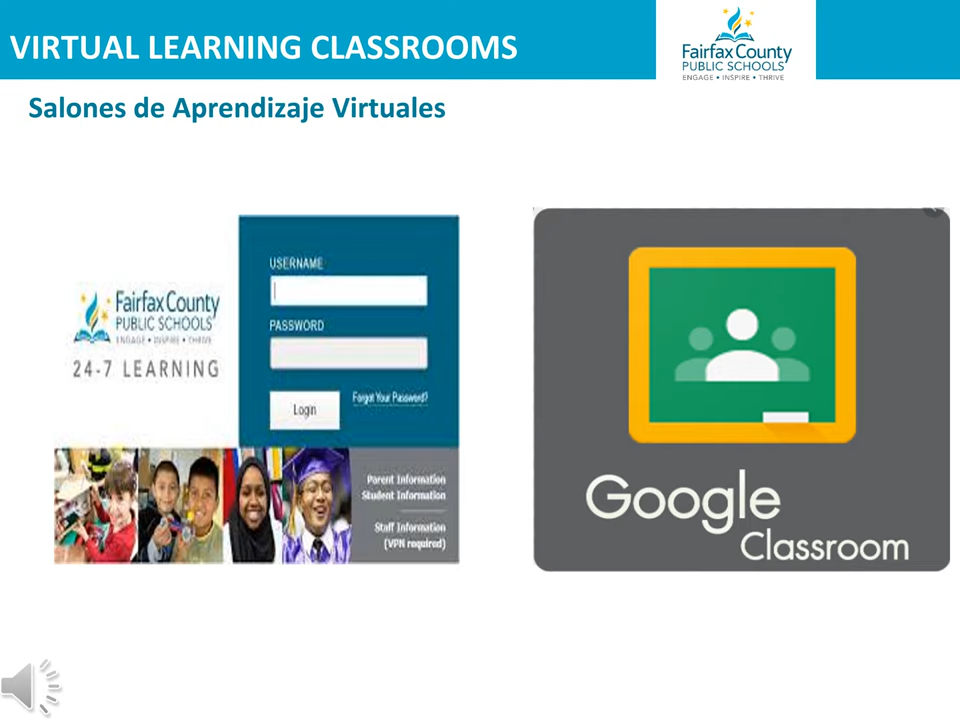 VIRTUAL LEARNING CLASSROOMS
Fairfax County
PUBLIC SCHOOLS
ENGAGE • INSPIRE • THRIVE
Salones de Aprendizaje Virtuales
Fairfax County
PUBLIC SCHOOLS
ENGAGE • INSPIRE • THRIVE
24-7 LEARNING
USERNAME
PASSWORD
Login
Forgot Your Password?
Parent Information
Student Information
Staff Information
(VPN required)
Google
Classroom